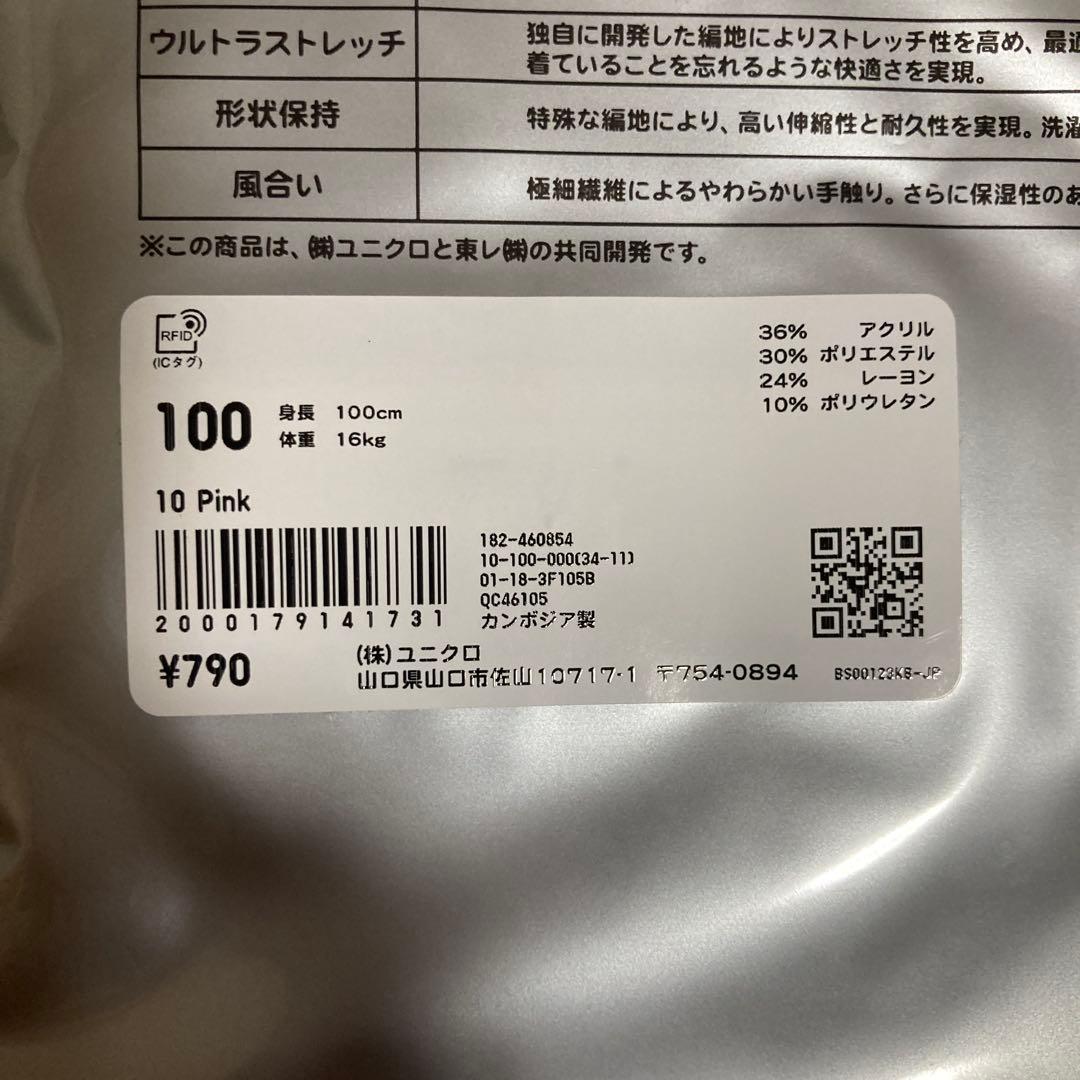 ウルトラストレッチ
独自に開発した編地によりストレッチ性を高め、最適
着ていることを忘れるような快適さを実現。
形状保持
特殊な編地により、高い伸縮性と耐久性を実現。洗濯
風合い
極細繊維によるやわらかい手触り。さらに保湿性のあ
※この商品は、㈱ユニクロと東レ㈱の共同開発です。
RFID
(ICタグ)
36% アクリル
30% ポリエステル
24% レーヨン
10% ポリウレタン
100
身長 100cm
体重 16kg
10 Pink
182-460854
10-100-000(34-11)
01-18-3F105B
QC46105
カンボジア製
2000179141731
¥790
(株)ユニクロ
山口県山口市佐山10717-1 〒754-0894
BS00123KB-JP